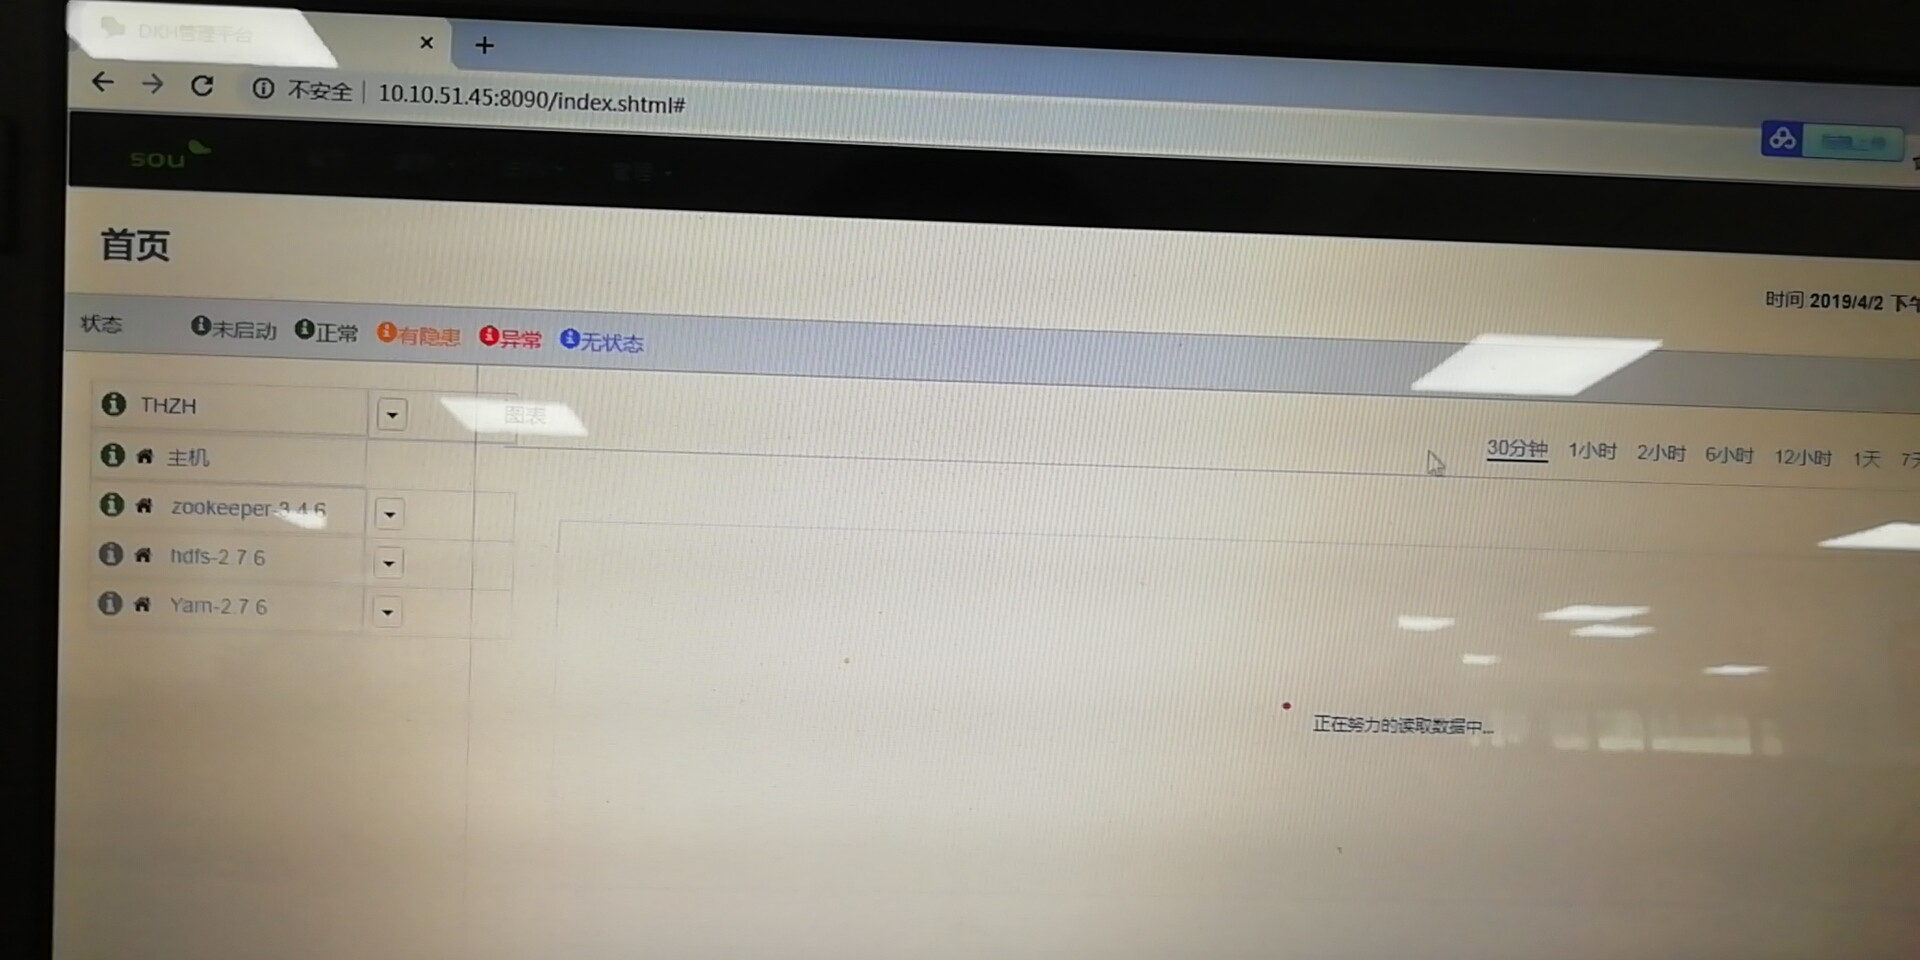 DKH管理平台
不安全 10.10.51.45:8090/index.shtml#
sou
首页
时间 2019/4/2 下午
状态 未启动 正常 有隐患 异常 无状态
THZH
图表
30分钟 1小时 2小时 6小时 12小时 1天 7天
主机
zookeeper-3.4.6
hdfs-2.7.6
Yarn-2.7.6
正在努力的读取数据中...